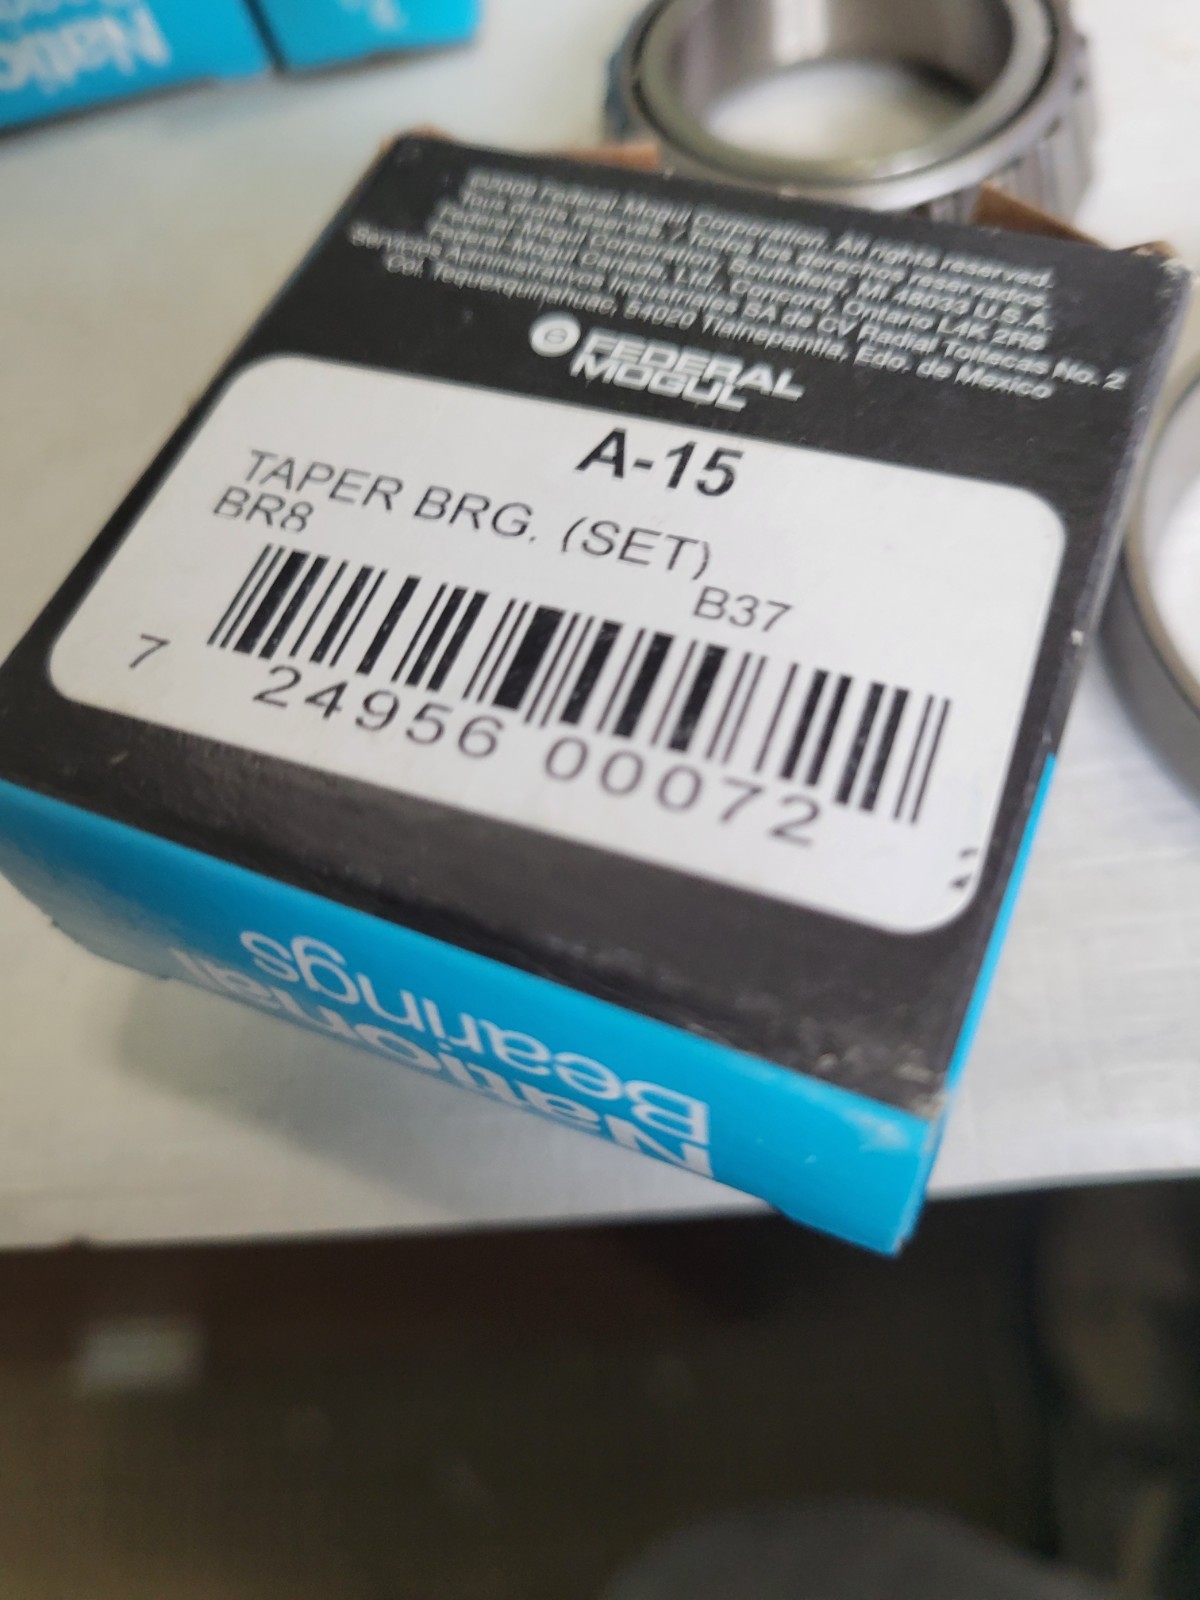 Natio
©2009 Federal Mogul Corporation. All rights reserved.
Tous droits réservés / Todos los derechos reservados.
Federal-Mogul Corporation, Southfield, MI 48033 U.S.A.
Federal-Mogul Canada, Ltd., Concord, Ontario L4K 2R8
Servicios Administrativos Industriales SA de CV Radial Toltecas No. 2
Col. Tequexquinahuac, 54020 Tlalnepantla, Edo. de Mexico
FEDERAL
MOGUL
A-15
TAPER BRG. (SET)
BR8
B37
7 24956 00072
National
Bearings